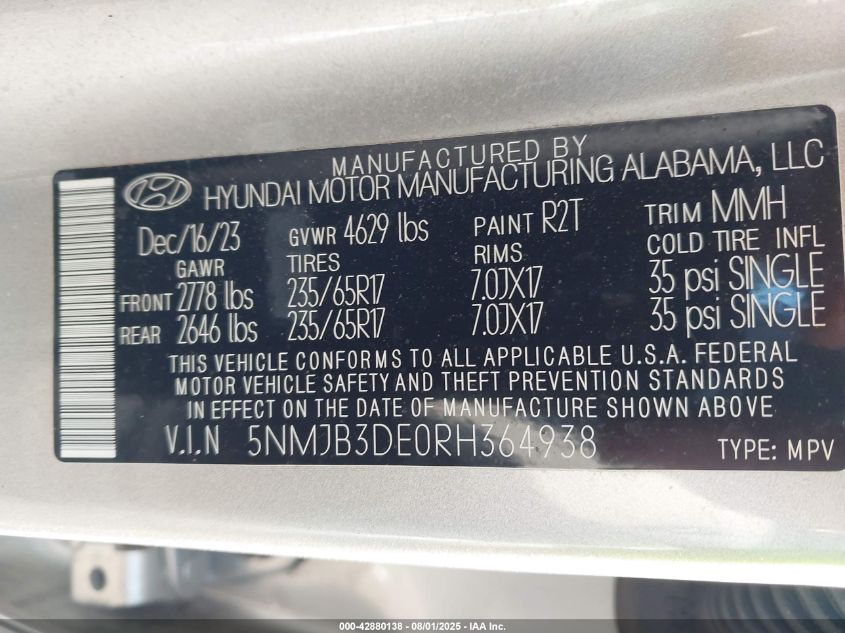 MANUFACTURED BY
HYUNDAI MOTOR MANUFACTURING ALABAMA, LLC
Dec/16/23 GVWR 4629 lbs PAINT R2T TRIM MMH
GAWR TIRES RIMS COLD TIRE INFL
FRONT 2778 lbs 235/65R17 7.0JX17 35 psi SINGLE
REAR 2646 lbs 235/65R17 7.0JX17 35 psi SINGLE
THIS VEHICLE CONFORMS TO ALL APPLICABLE U.S.A. FEDERAL
MOTOR VEHICLE SAFETY AND THEFT PREVENTION STANDARDS
IN EFFECT ON THE DATE OF MANUFACTURE SHOWN ABOVE
V.I.N 5NMJB3DE0RH364938 TYPE: MPV
000-42880138 - 08/01/2025 - IAA Inc.